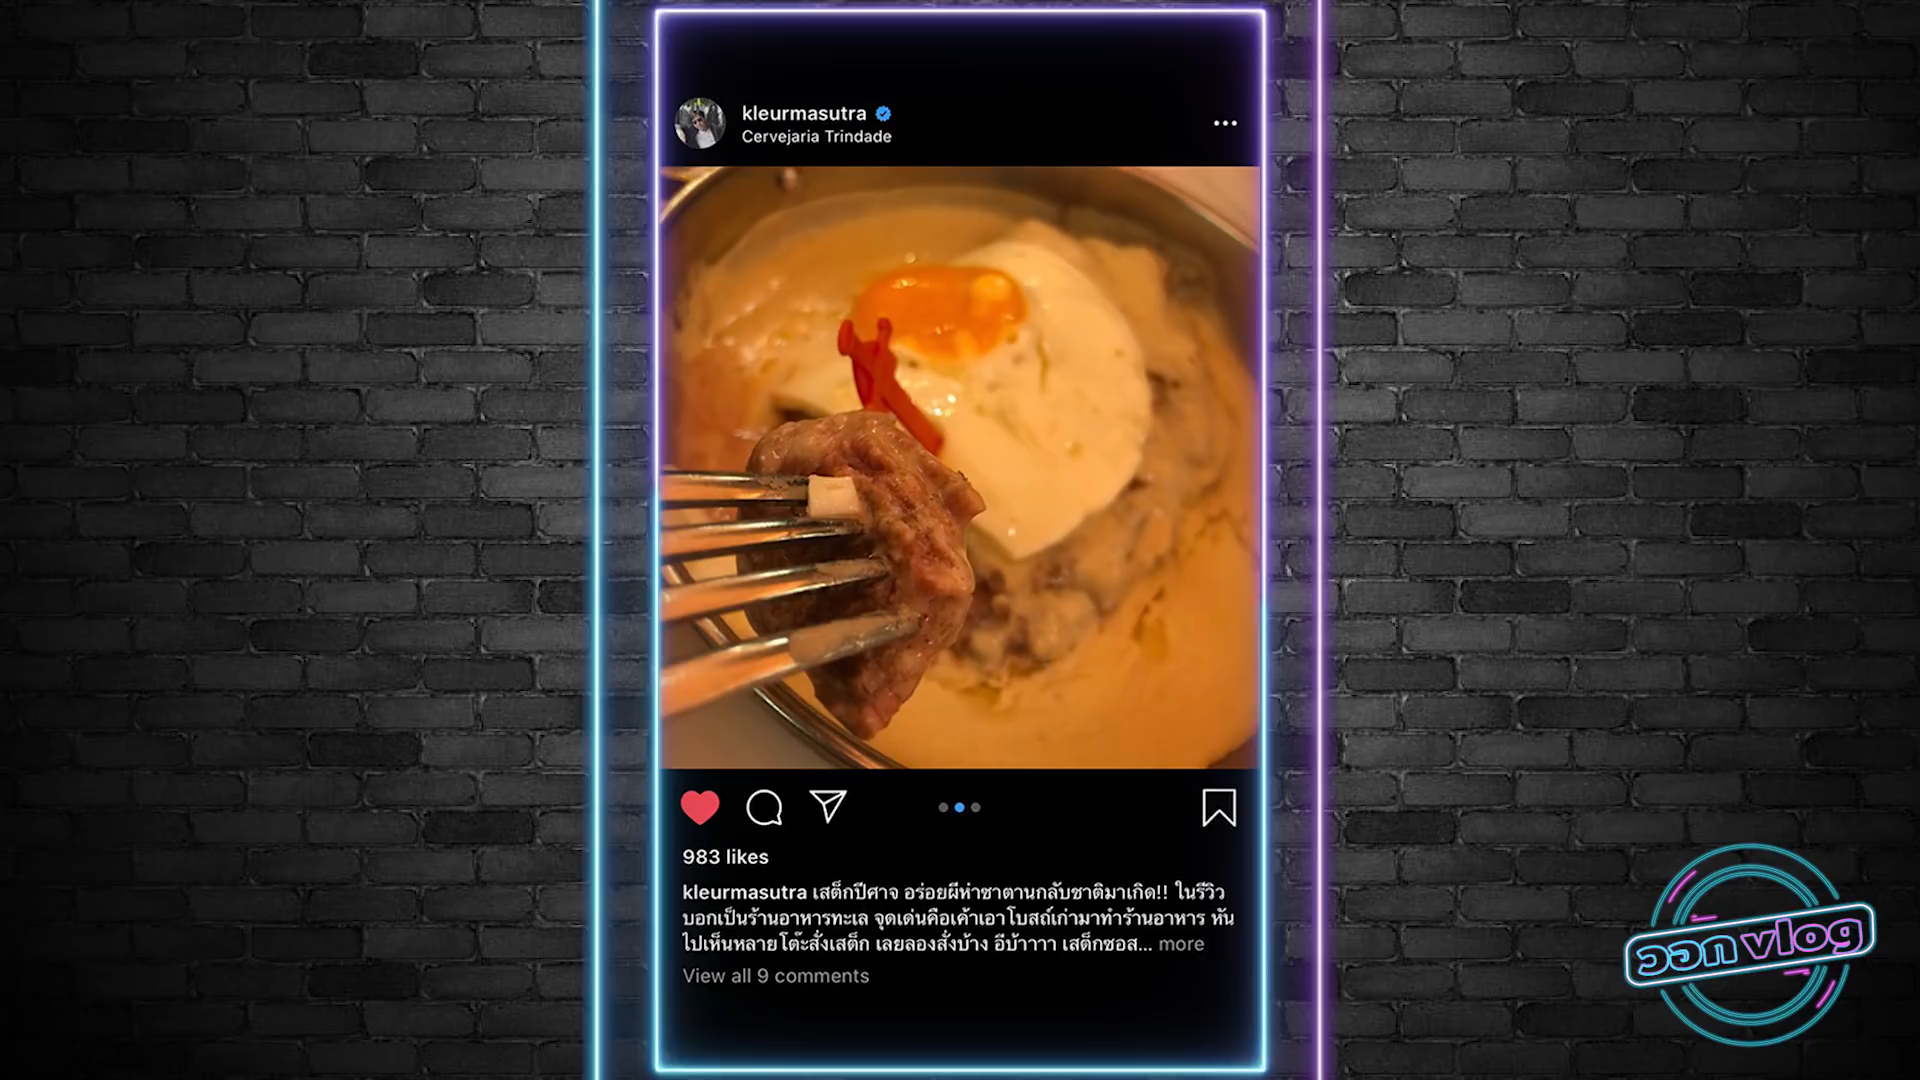 kleurmasutra
Cervejaria Trindade
983 likes
kleurmasutra เสต็กปีศาจ อร่อยผีห่าซาตานกลับชาติมาเกิด!! ในรีวิว
บอกเป็นร้านอาหารทะเล จุดเด่นคือเค้าเอาโบสถ์เก่ามาทำร้านอาหาร หัน
ไปเห็นหลายโต๊ะสั่งเสต็ก เลยลองสั่งบ้าง อีบ้าาาา เสต็กซอส... more
View all 9 comments
วอก vlog